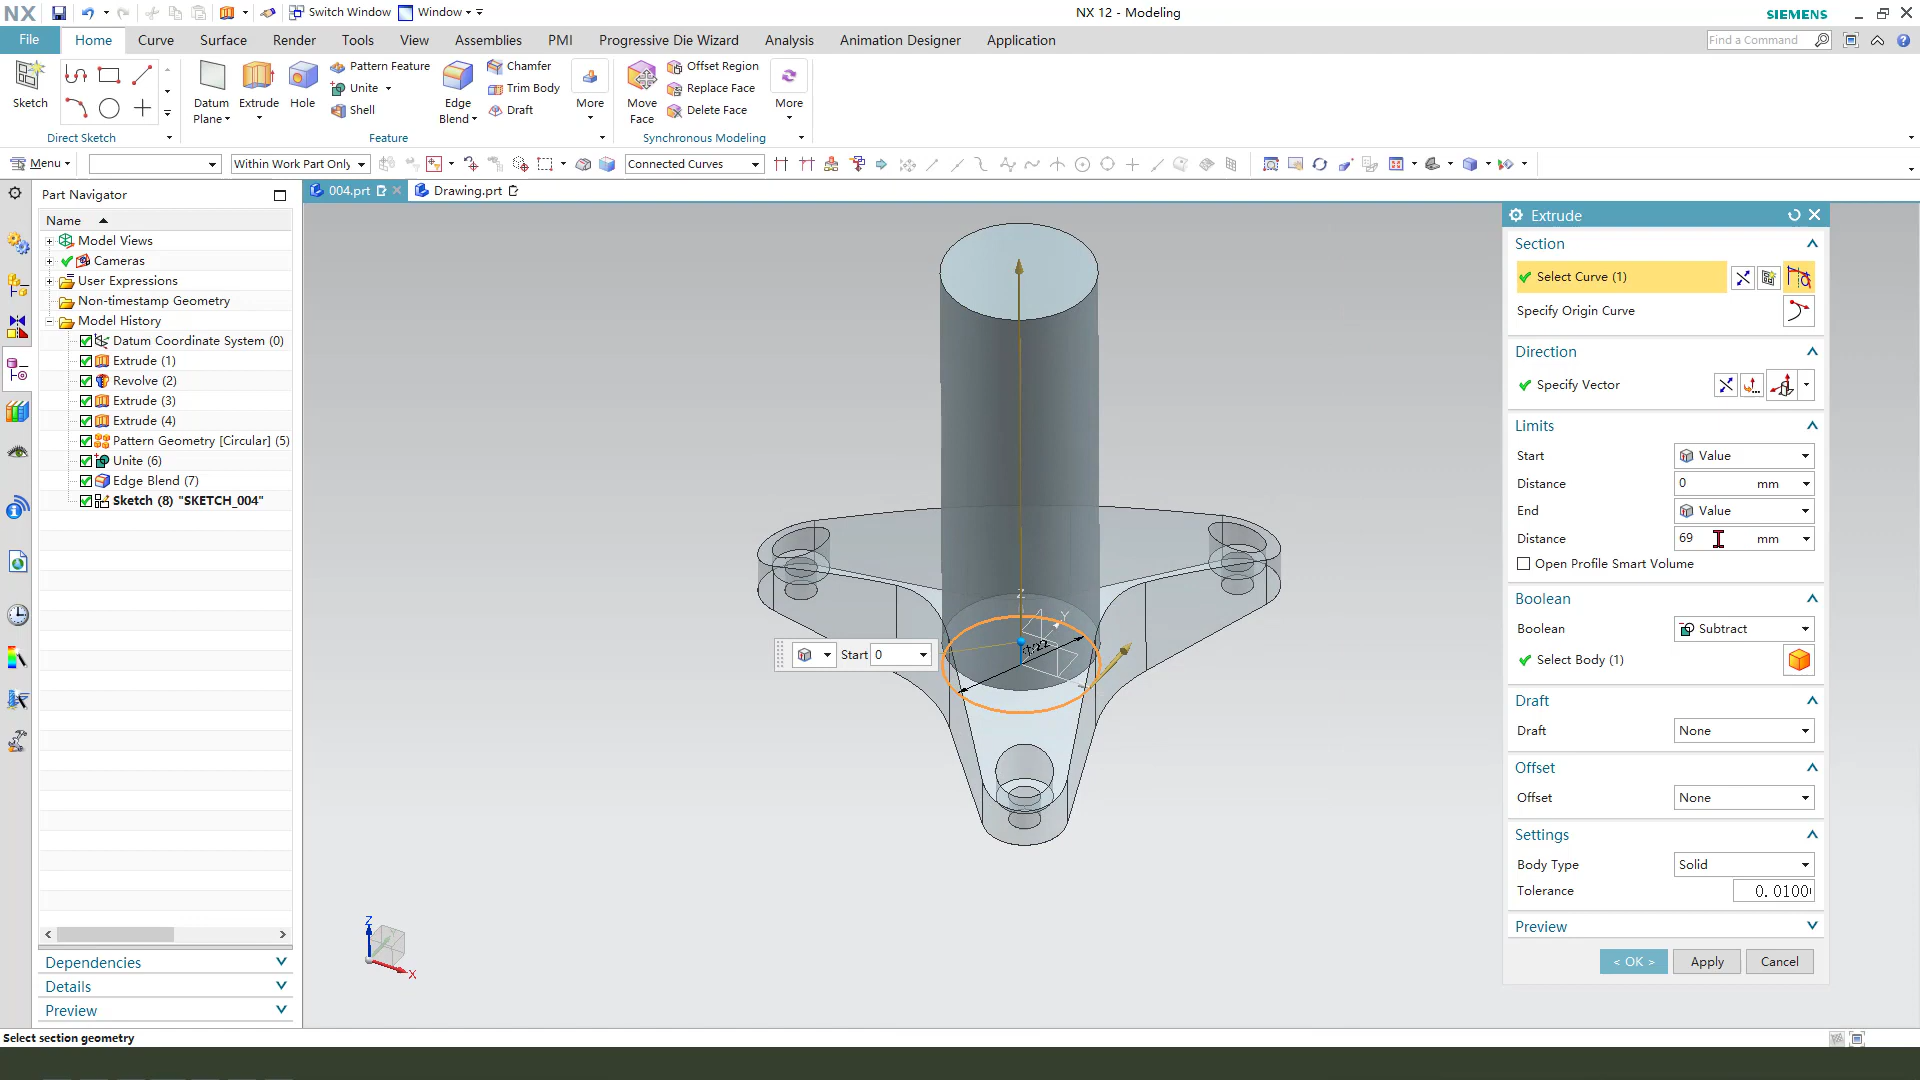 NX
Switch Window
Window
NX 12 - Modeling
SIEMENS
File
Home
Curve
Surface
Render
Tools
View
Assemblies
PMI
Progressive Die Wizard
Analysis
Animation Designer
Application
Find a Command
Sketch
Direct Sketch
Datum
Plane
Extrude
Hole
Pattern Feature
Unite
Shell
Edge
Blend
Chamfer
Trim Body
Draft
More
Feature
Move
Face
Offset Region
Replace Face
Delete Face
More
Synchronous Modeling
Menu
Within Work Part Only
Connected Curves
Part Navigator
Name
Model Views
Cameras
User Expressions
Non-timestamp Geometry
Model History
Datum Coordinate System (0)
Extrude (1)
Revolve (2)
Extrude (3)
Extrude (4)
Pattern Geometry [Circular] (5)
Unite (6)
Edge Blend (7)
Sketch (8) "SKETCH_004"
Dependencies
Details
Preview
004.prt
Drawing.prt
Start 0
Z
Y
Z
X
Extrude
Section
Select Curve (1)
Specify Origin Curve
Direction
Specify Vector
Limits
Start
Value
Distance
0 mm
End
Value
Distance
69 mm
Open Profile Smart Volume
Boolean
Boolean
Subtract
Select Body (1)
Draft
Draft
None
Offset
Offset
None
Settings
Body Type
Solid
Tolerance
0.0100
Preview
< OK >
Apply
Cancel
Select section geometry